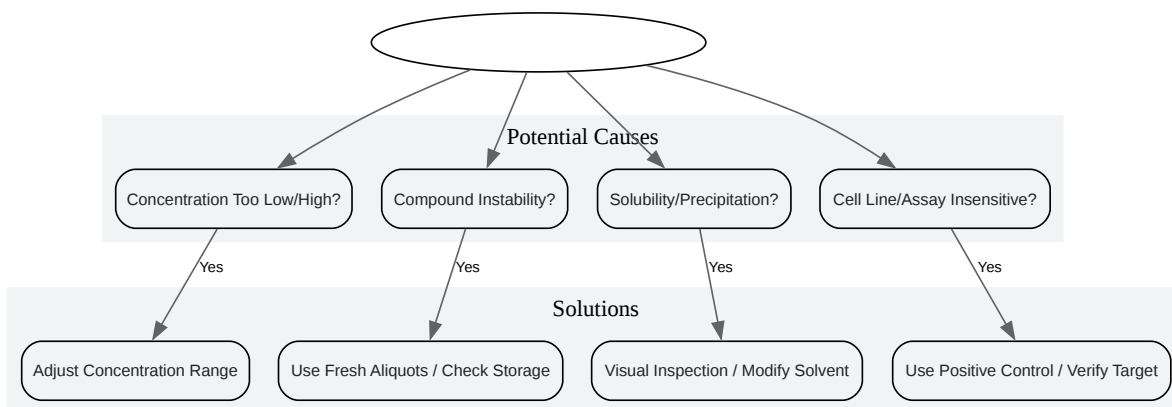 Potential Causes
Concentration Too Low/High?
Compound Instability?
Solubility/Precipitation?
Cell Line/Assay Insensitive?
Yes
Yes
Yes
Yes
Solutions
Adjust Concentration Range
Use Fresh Aliquots / Check Storage
Visual Inspection / Modify Solvent
Use Positive Control / Verify Target